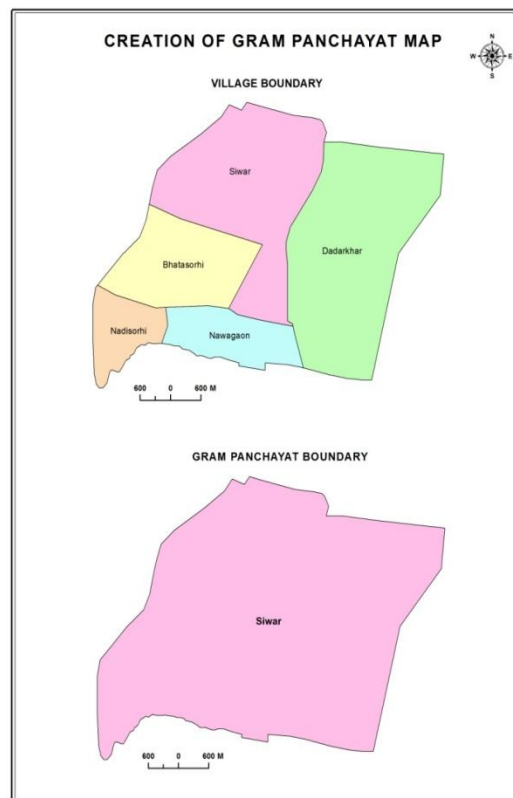 CREATION OF GRAM PANCHAYAT MAP
N
W E
S
VILLAGE BOUNDARY
Siwar
Dadarkhar
Bhatasorhi
Nadisorhi
Nawagaon
600 0 600 M
GRAM PANCHAYAT BOUNDARY
Siwar
600 0 600 M